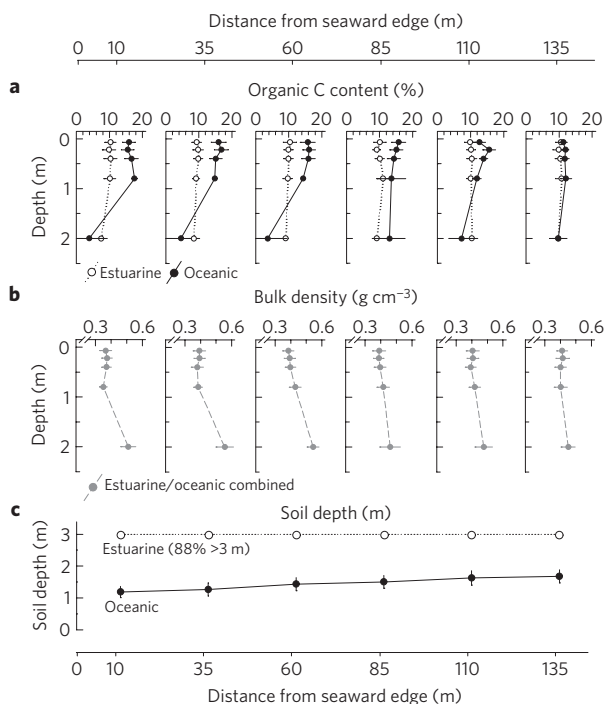 Distance from seaward edge (m)
0 10 35 60 85 110 135
a
Organic C content (%)
0 10 20 0 10 20 0 10 20 0 10 20 0 10 20 0 10 20
0
1
2
Depth (m)
Estuarine Oceanic
b
Bulk density (g cm⁻³)
0.3 0.6 0.3 0.6 0.3 0.6 0.3 0.6 0.3 0.6 0.3 0.6
0
1
2
Depth (m)
Estuarine/oceanic combined
c
Soil depth (m)
3
2
1
0
Soil depth (m)
Estuarine (88% >3 m)
Oceanic
0 10 35 60 85 110 135
Distance from seaward edge (m)